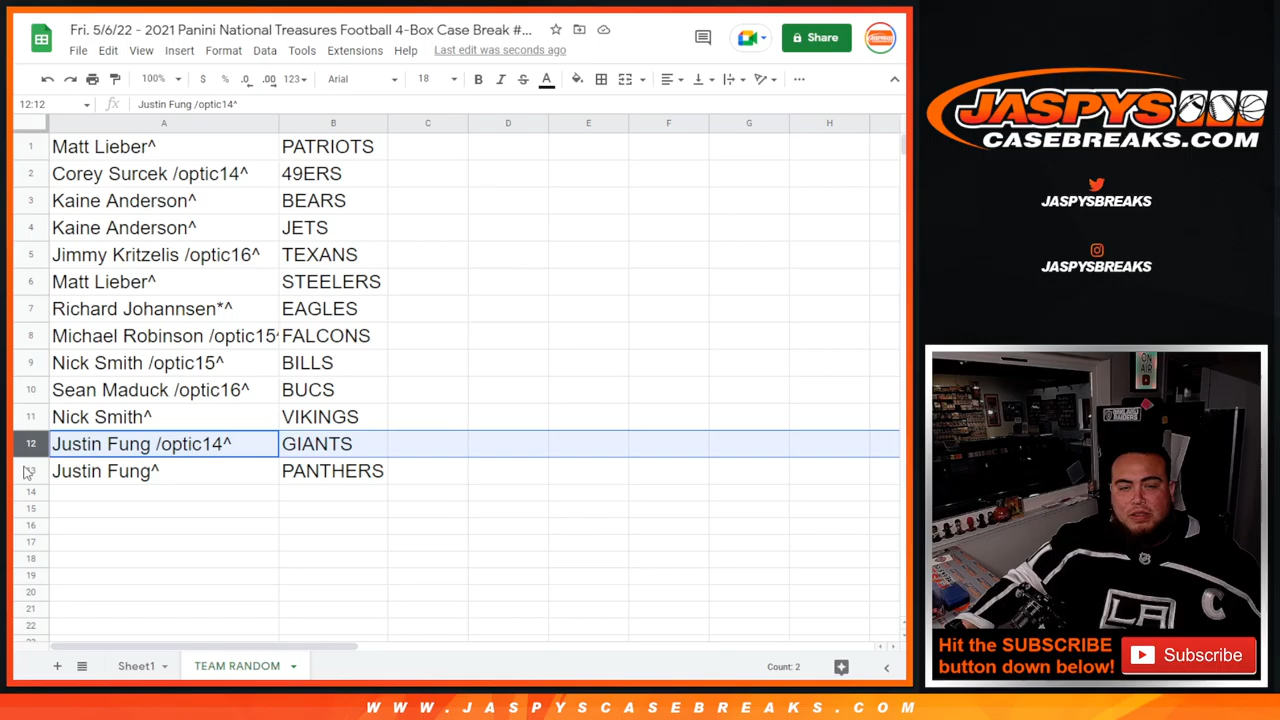 Fri. 5/6/22 - 2021 Panini National Treasures Football 4-Box Case Break #...
File Edit View Insert Format Data Tools Extensions Help Last edit was seconds ago
Share
100% $ % .0 .00 123 Arial 18 B I S A
12:12 fx Justin Fung /optic14^
A B C D E F G H
1 Matt Lieber^ PATRIOTS
2 Corey Surcek /optic14^ 49ERS
3 Kaine Anderson^ BEARS
4 Kaine Anderson^ JETS
5 Jimmy Kritzelis /optic16^ TEXANS
6 Matt Lieber^ STEELERS
7 Richard Johannsen*^ EAGLES
8 Michael Robinson /optic15^ FALCONS
9 Nick Smith /optic15^ BILLS
10 Sean Maduck /optic16^ BUCS
11 Nick Smith^ VIKINGS
12 Justin Fung /optic14^ GIANTS
13 Justin Fung^ PANTHERS
14
15
16
17
18
19
20
21
22
Sheet1 TEAM RANDOM Count: 2
JASPYS
CASEBREAKS.COM
JASPYSBREAKS
JASPYSBREAKS
ON AIR
OAKLAND RAIDERS
LA
C
Hit the SUBSCRIBE
button down below!
Subscribe
WWW.JASPYSCASEBREAKS.COM